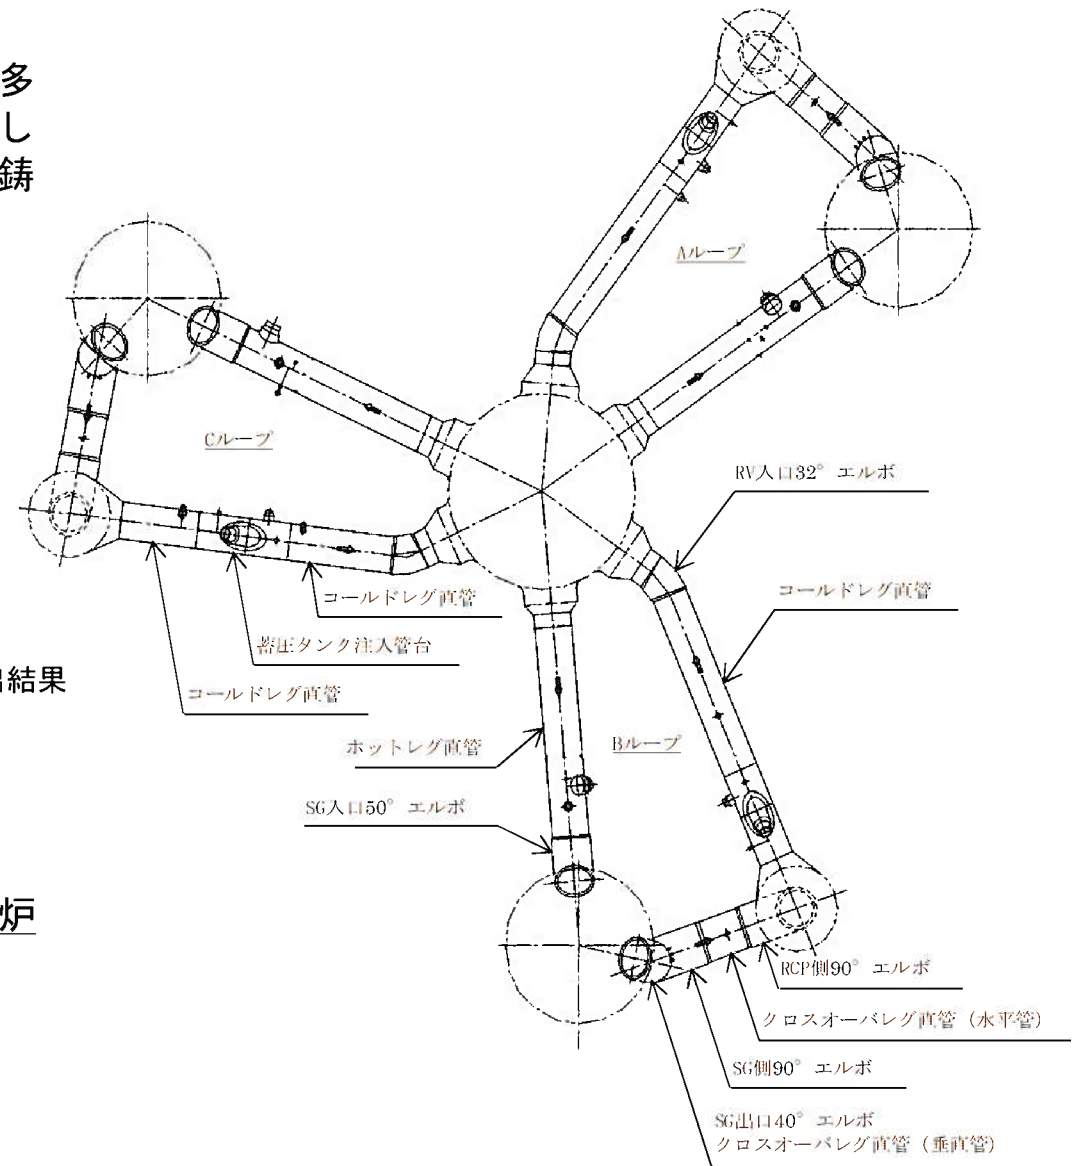 多
し
鋳
Aループ
Cループ
RV入口32° エルボ
コールドレグ直管
コールドレグ直管
蓄圧タンク注入管台
結果
コールドレグ直管
ホットレグ直管
Bループ
SG入口50° エルボ
炉
RCP側90° エルボ
クロスオーバレグ直管（水平管）
SG側90° エルボ
SG出口40° エルボ
クロスオーバレグ直管（垂直管）